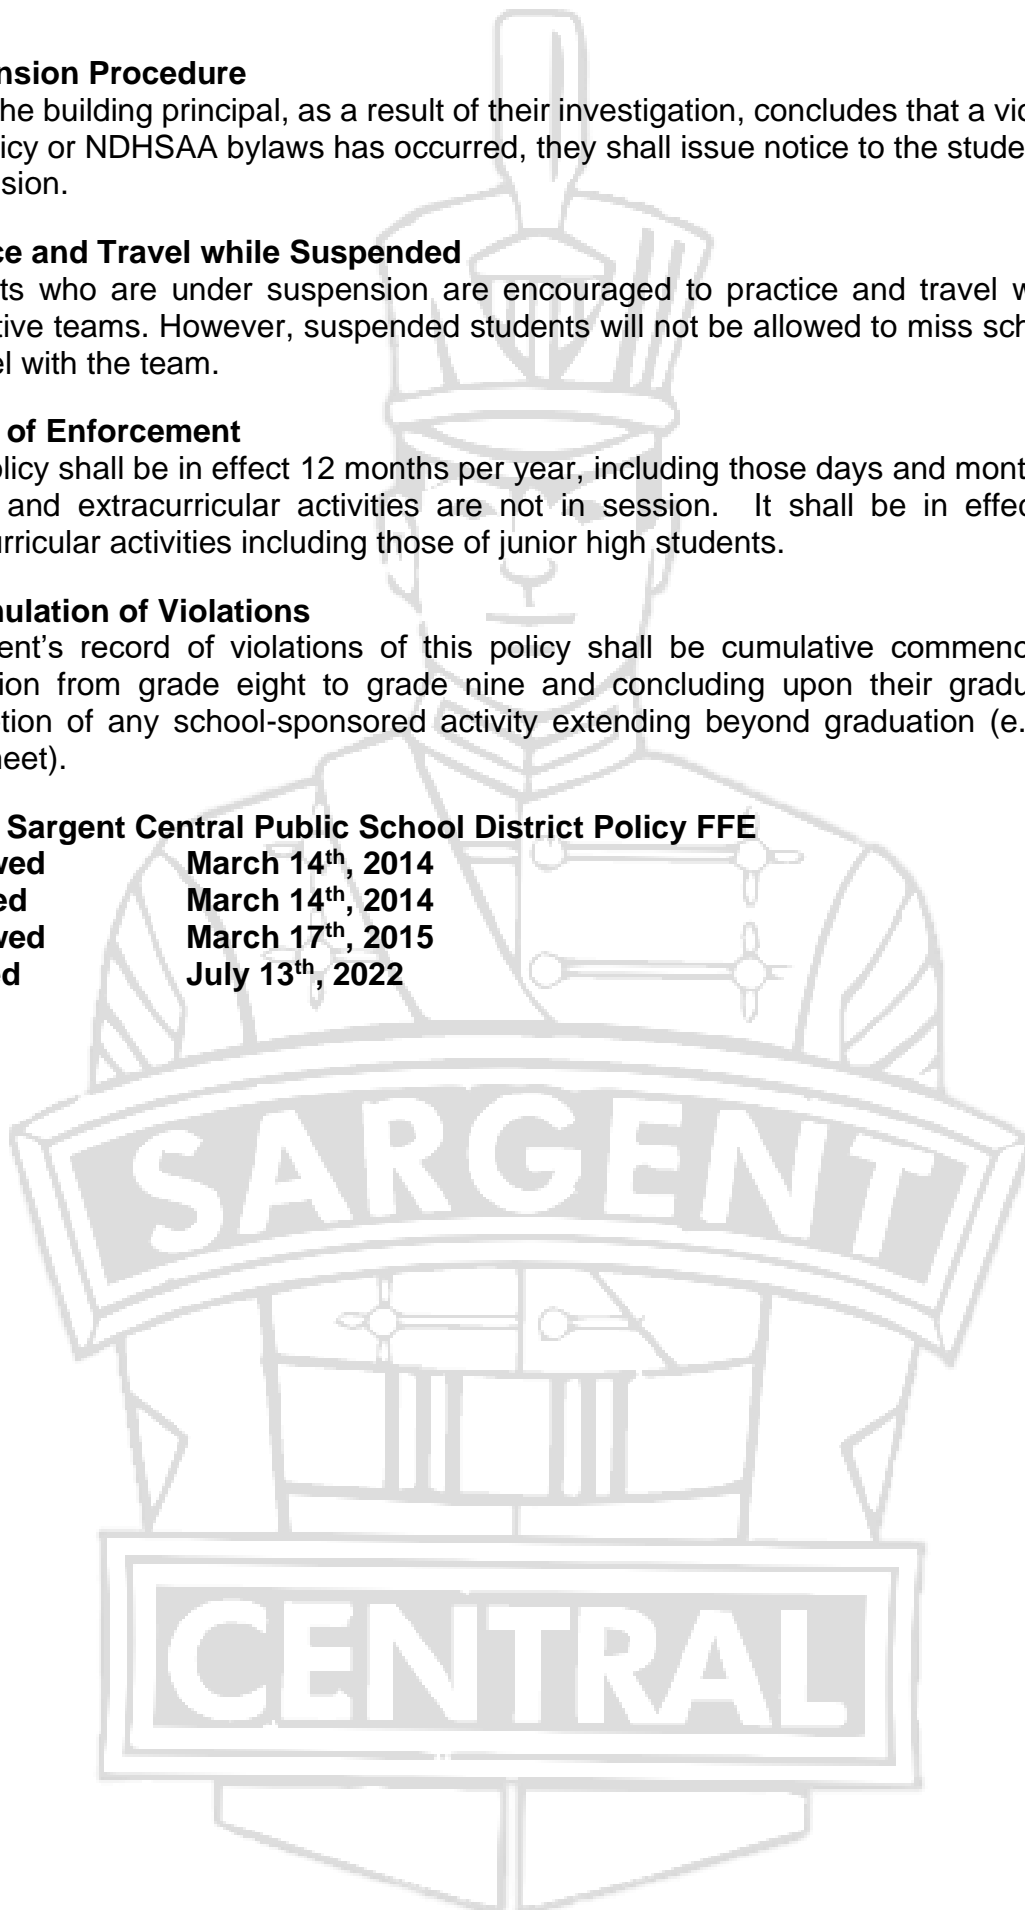 nsion Procedure
he building principal, as a result of their investigation, concludes that a vio
icy or NDHSAA bylaws has occurred, they shall issue notice to the stude
sion.
ce and Travel while Suspended
ts who are under suspension are encouraged to practice and travel w
tive teams. However, suspended students will not be allowed to miss sch
el with the team.
of Enforcement
olicy shall be in effect 12 months per year, including those days and mont
and extracurricular activities are not in session. It shall be in effec
urricular activities including those of junior high students.
nulation of Violations
ent's record of violations of this policy shall be cumulative commenc
ion from grade eight to grade nine and concluding upon their gradu
tion of any school-sponsored activity extending beyond graduation (e.
neet).
Sargent Central Public School District Policy FFE
wed March 14th, 2014
ed March 14th, 2014
wed March 17th, 2015
ed July 13th, 2022
SARGENT
CENTRAL